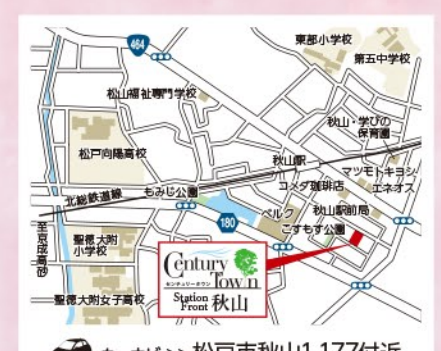 464
東部小学校
第五中学校
松山福祉専門学校
秋山・学びの
保育園
松戸向陽高校
秋山駅
マツモトキヨシ
コメダ珈琲店
エネオス
北総鉄道線
もみじ公園
ベルク
秋山駅前局
こすもす公園
180
至京成高砂
聖徳大附
小学校
Century
Town
センチュリータウン
Station
Front 秋山
聖徳大附女子高校
カーナビ>>> 松戸市秋山1-177付近